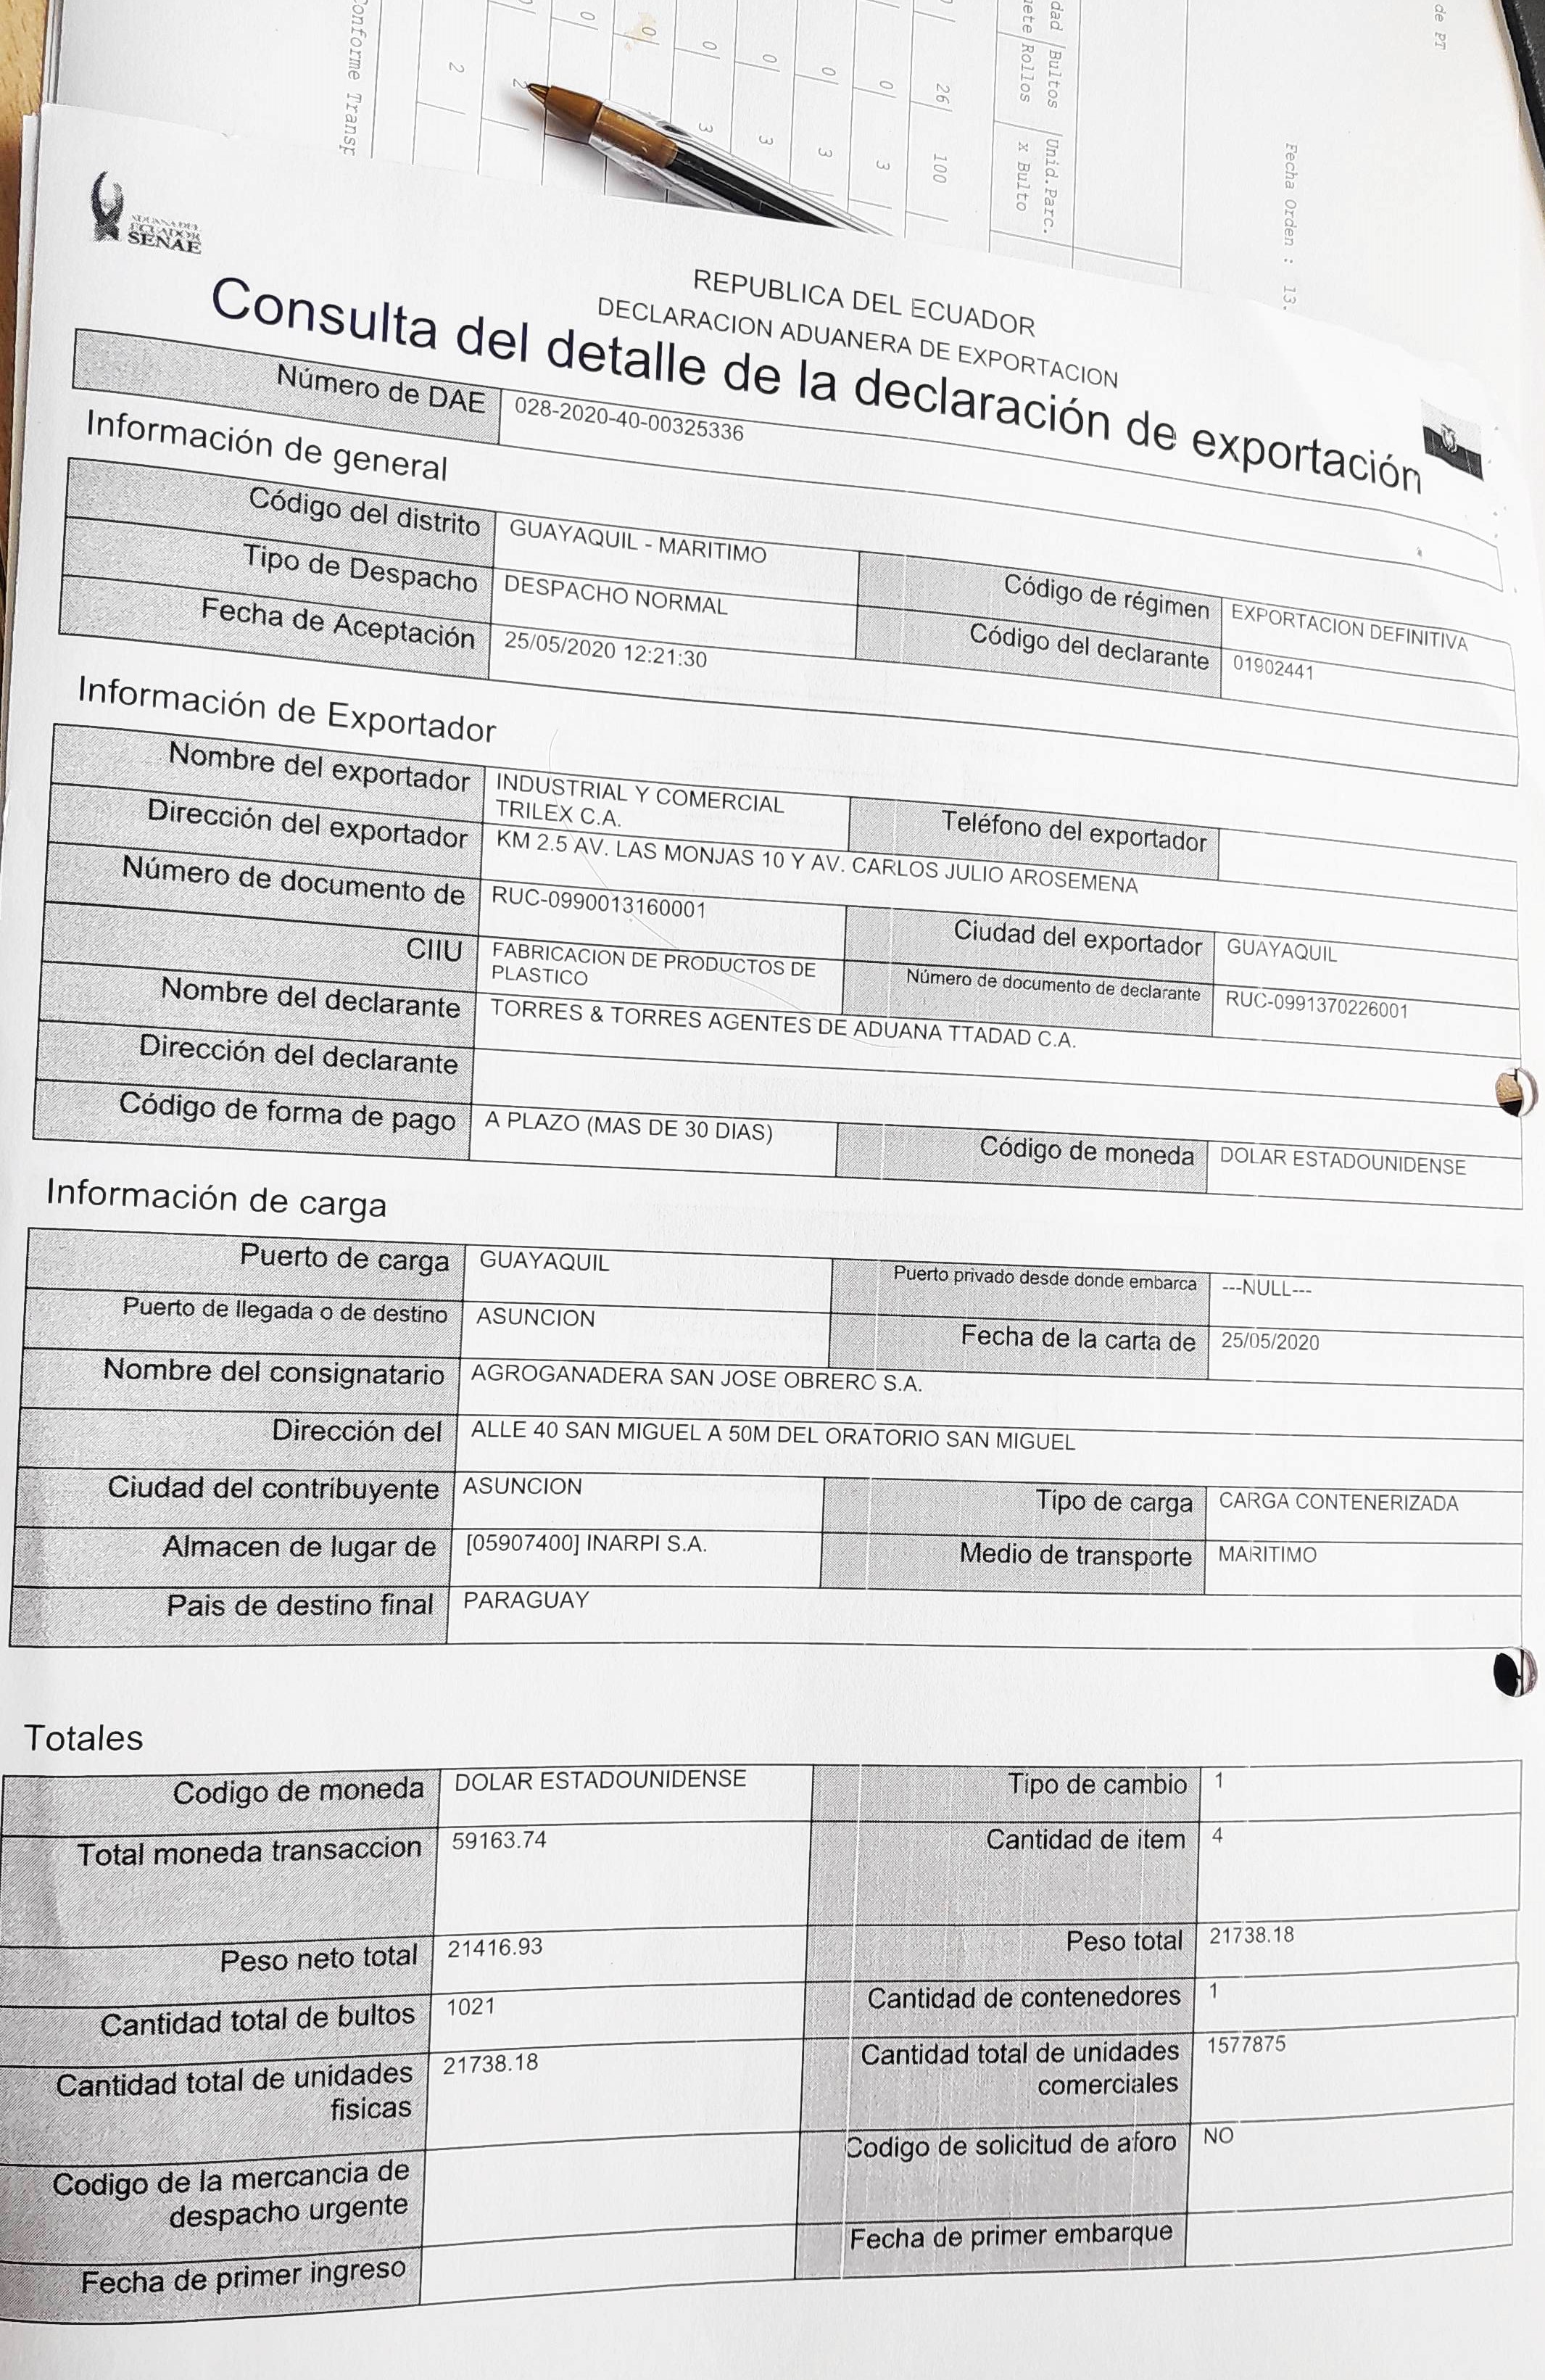 de PT
Fecha Orden : 13.
dad Bultos Unid.Parc.
uete Rollos x Bulto
26 100
0 3
0 3
0 3
0 3
0
0 2
2
Conforme Transp
ADUANA DEL
ECUADOR
SENAE
REPUBLICA DEL ECUADOR
DECLARACION ADUANERA DE EXPORTACION
Consulta del detalle de la declaración de exportación
Número de DAE 028-2020-40-00325336
Información de general
Código del distrito GUAYAQUIL - MARITIMO Código de régimen EXPORTACION DEFINITIVA
Tipo de Despacho DESPACHO NORMAL Código del declarante 01902441
Fecha de Aceptación 25/05/2020 12:21:30
Información de Exportador
Nombre del exportador INDUSTRIAL Y COMERCIAL TRILEX C.A. Teléfono del exportador
Dirección del exportador KM 2.5 AV. LAS MONJAS 10 Y AV. CARLOS JULIO AROSEMENA
Número de documento de RUC-0990013160001 Ciudad del exportador GUAYAQUIL
CIIU FABRICACION DE PRODUCTOS DE PLASTICO Número de documento de declarante RUC-0991370226001
Nombre del declarante TORRES & TORRES AGENTES DE ADUANA TTADAD C.A.
Dirección del declarante
Código de forma de pago A PLAZO (MAS DE 30 DIAS) Código de moneda DOLAR ESTADOUNIDENSE
Información de carga
Puerto de carga GUAYAQUIL Puerto privado desde donde embarca ---NULL---
Puerto de llegada o de destino ASUNCION Fecha de la carta de 25/05/2020
Nombre del consignatario AGROGANADERA SAN JOSE OBRERO S.A.
Dirección del ALLE 40 SAN MIGUEL A 50M DEL ORATORIO SAN MIGUEL
Ciudad del contribuyente ASUNCION Tipo de carga CARGA CONTENERIZADA
Almacen de lugar de [05907400] INARPI S.A. Medio de transporte MARITIMO
Pais de destino final PARAGUAY
Totales
Codigo de moneda DOLAR ESTADOUNIDENSE Tipo de cambio 1
Total moneda transaccion 59163.74 Cantidad de item 4
Peso neto total 21416.93 Peso total 21738.18
Cantidad total de bultos 1021 Cantidad de contenedores 1
Cantidad total de unidades fisicas 21738.18 Cantidad total de unidades comerciales 1577875
Codigo de la mercancia de despacho urgente Codigo de solicitud de aforo NO
Fecha de primer ingreso Fecha de primer embarque